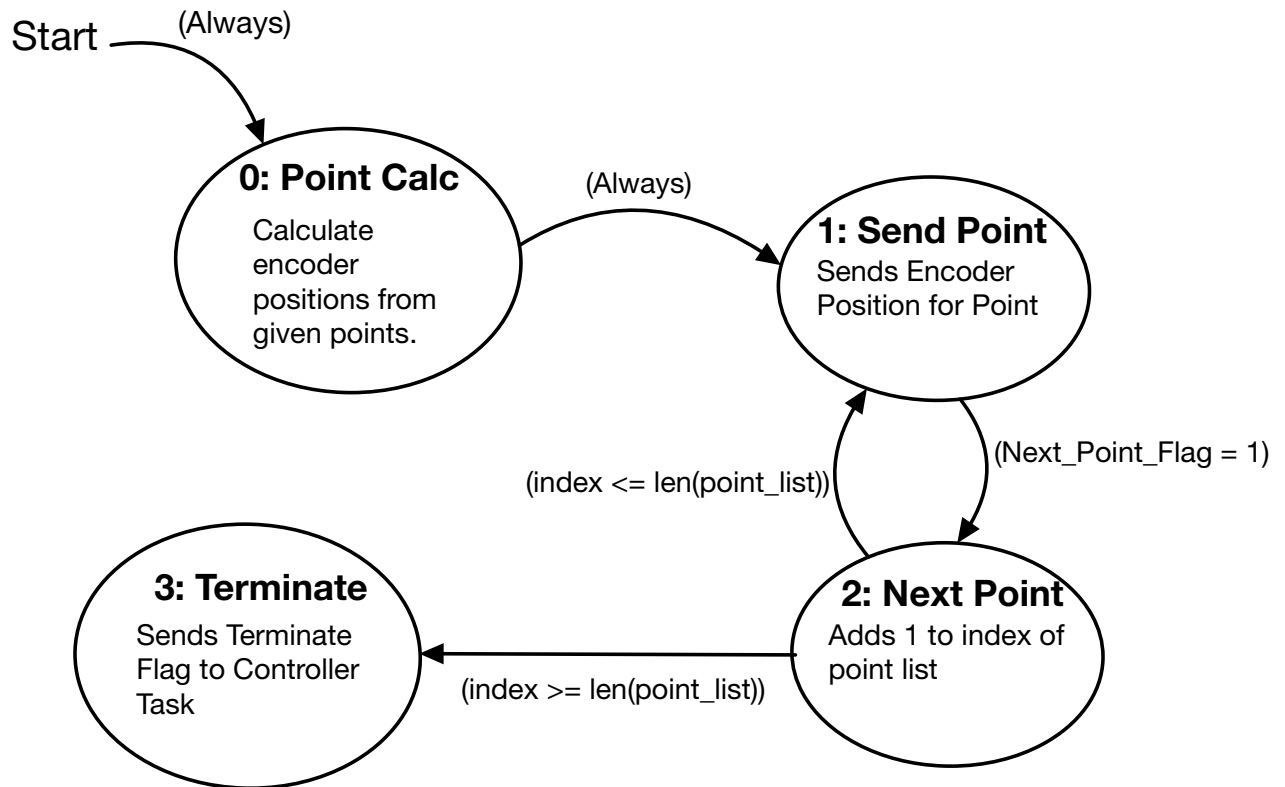 Start
(Always)
0: Point Calc
Calculate
encoder
positions from
given points.
(Always)
1: Send Point
Sends Encoder
Position for Point
(Next_Point_Flag = 1)
(index <= len(point_list))
2: Next Point
Adds 1 to index of
point list
(index >= len(point_list))
3: Terminate
Sends Terminate
Flag to Controller
Task